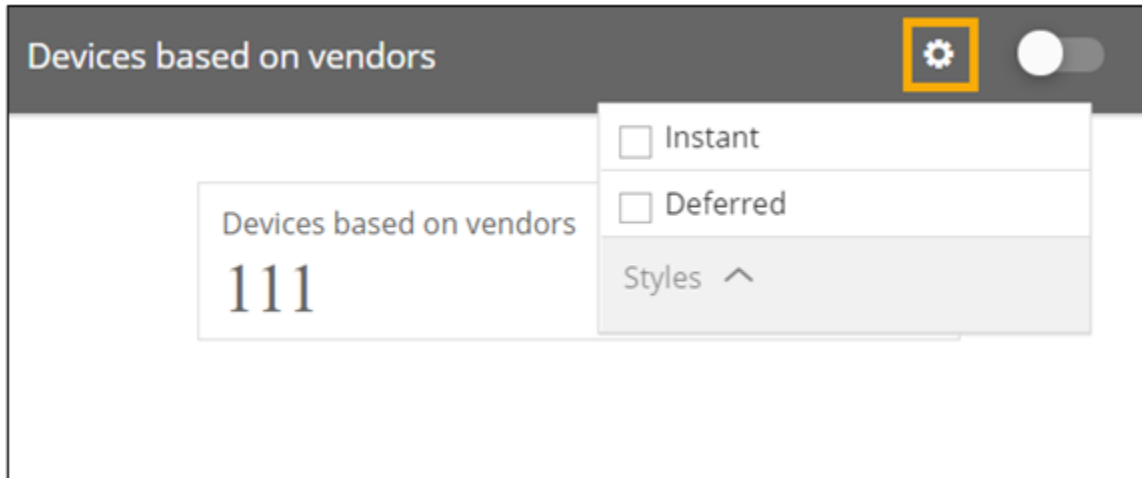 Devices based on vendors
Instant
Deferred
Styles
Devices based on vendors
111